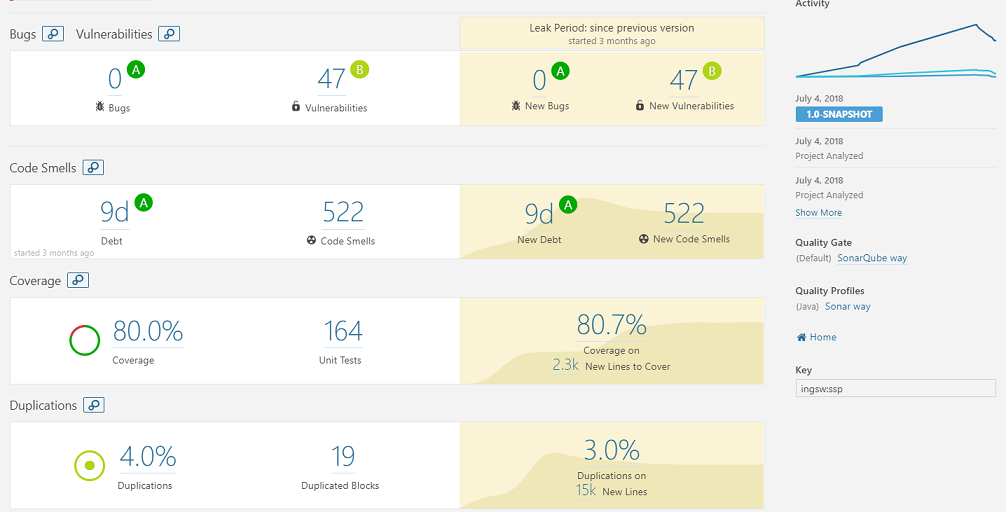 Bugs Vulnerabilities
Leak Period: since previous version
started 3 months ago
0 A 47 B 0 A 47 B
Bugs Vulnerabilities New Bugs New Vulnerabilities
Code Smells
9d A 522 9d A 522
Debt Code Smells New Debt New Code Smells
started 3 months ago
Coverage
80.0% 164 80.7%
Coverage Unit Tests Coverage on
2.3k New Lines to Cover
Duplications
4.0% 19 3.0%
Duplications Duplicated Blocks Duplications on
15k New Lines
Activity
July 4, 2018
1.0-SNAPSHOT
July 4, 2018
Project Analyzed
July 4, 2018
Project Analyzed
Show More
Quality Gate
(Default) SonarQube way
Quality Profiles
(Java) Sonar way
Home
Key
ingsw:ssp